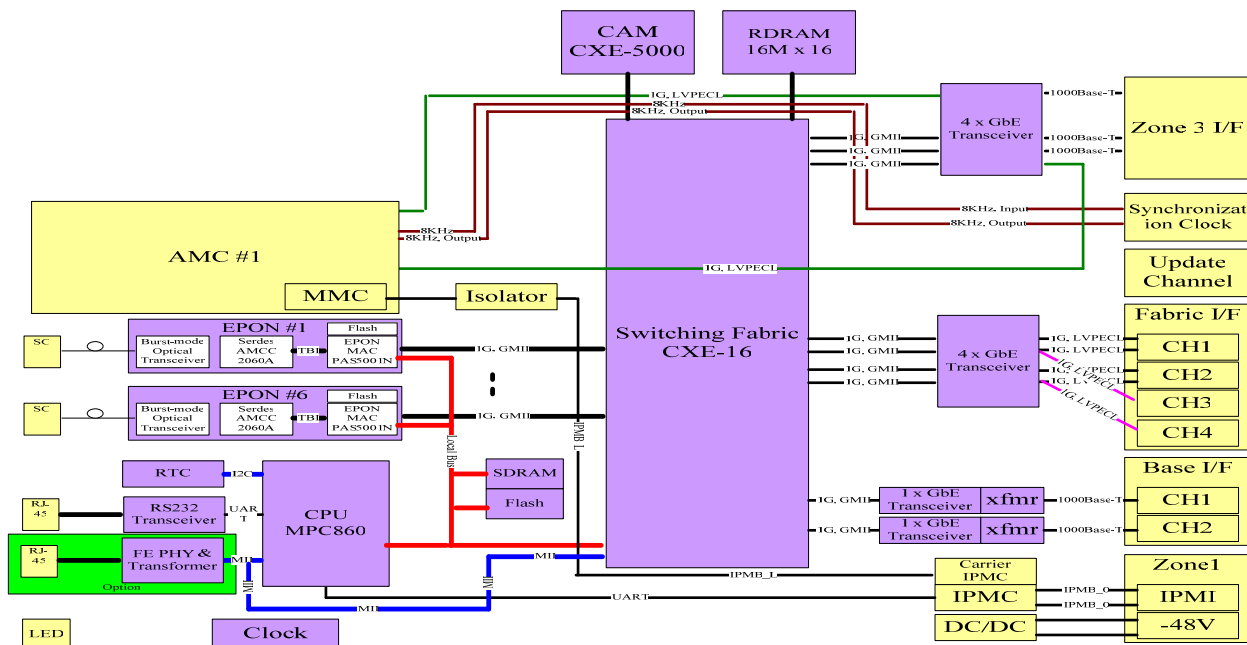 CAM
CXE-5000
RDRAM
16M x 16
1G, LVPECL
8KHz
8KHz, Output
1000Base-T
4 x GbE
Transceiver
1G, GMII
1000Base-T
1G, GMII
1000Base-T
1G, GMII
Zone 3 I/F
8KHz, Input
8KHz, Output
Synchronizat
ion Clock
8KHz
8KHz, Output
AMC #1
1G, LVPECL
Update
Channel
MMC
Isolator
Fabric I/F
SC
EPON #1
Burst-mode
Optical
Transceiver
Serdes
AMCC
2060A
TBI
Flash
EPON
MAC
PAS5001N
1G, GMII
Switching Fabric
CXE-16
1G, GMII
1G, GMII
1G, GMII
1G, GMII
4 x GbE
Transceiver
1G, LVPECL
1G, LVPECL
1G, LVPECL
1G, LVPECL
1G, LVPECL
1G, LVPECL
CH1
CH2
CH3
CH4
SC
EPON #6
Burst-mode
Optical
Transceiver
Serdes
AMCC
2060A
TBI
Flash
EPON
MAC
PAS5001N
1G, GMII
Local Bus
IPMB_L
RTC
I2C
CPU
MPC860
SDRAM
Flash
Base I/F
RJ-
45
RS232
Transceiver
UAR
T
1G, GMII
1 x GbE
Transceiver
xfmr
1000Base-T
CH1
1G, GMII
1 x GbE
Transceiver
xfmr
1000Base-T
CH2
RJ-
45
FE PHY &
Transformer
MII
Option
MII
MII
MII
MII
IPMB_L
UART
Carrier
IPMC
IPMC
IPMB_0
IPMB_0
Zone1
IPMI
DC/DC
-48V
LED
Clock